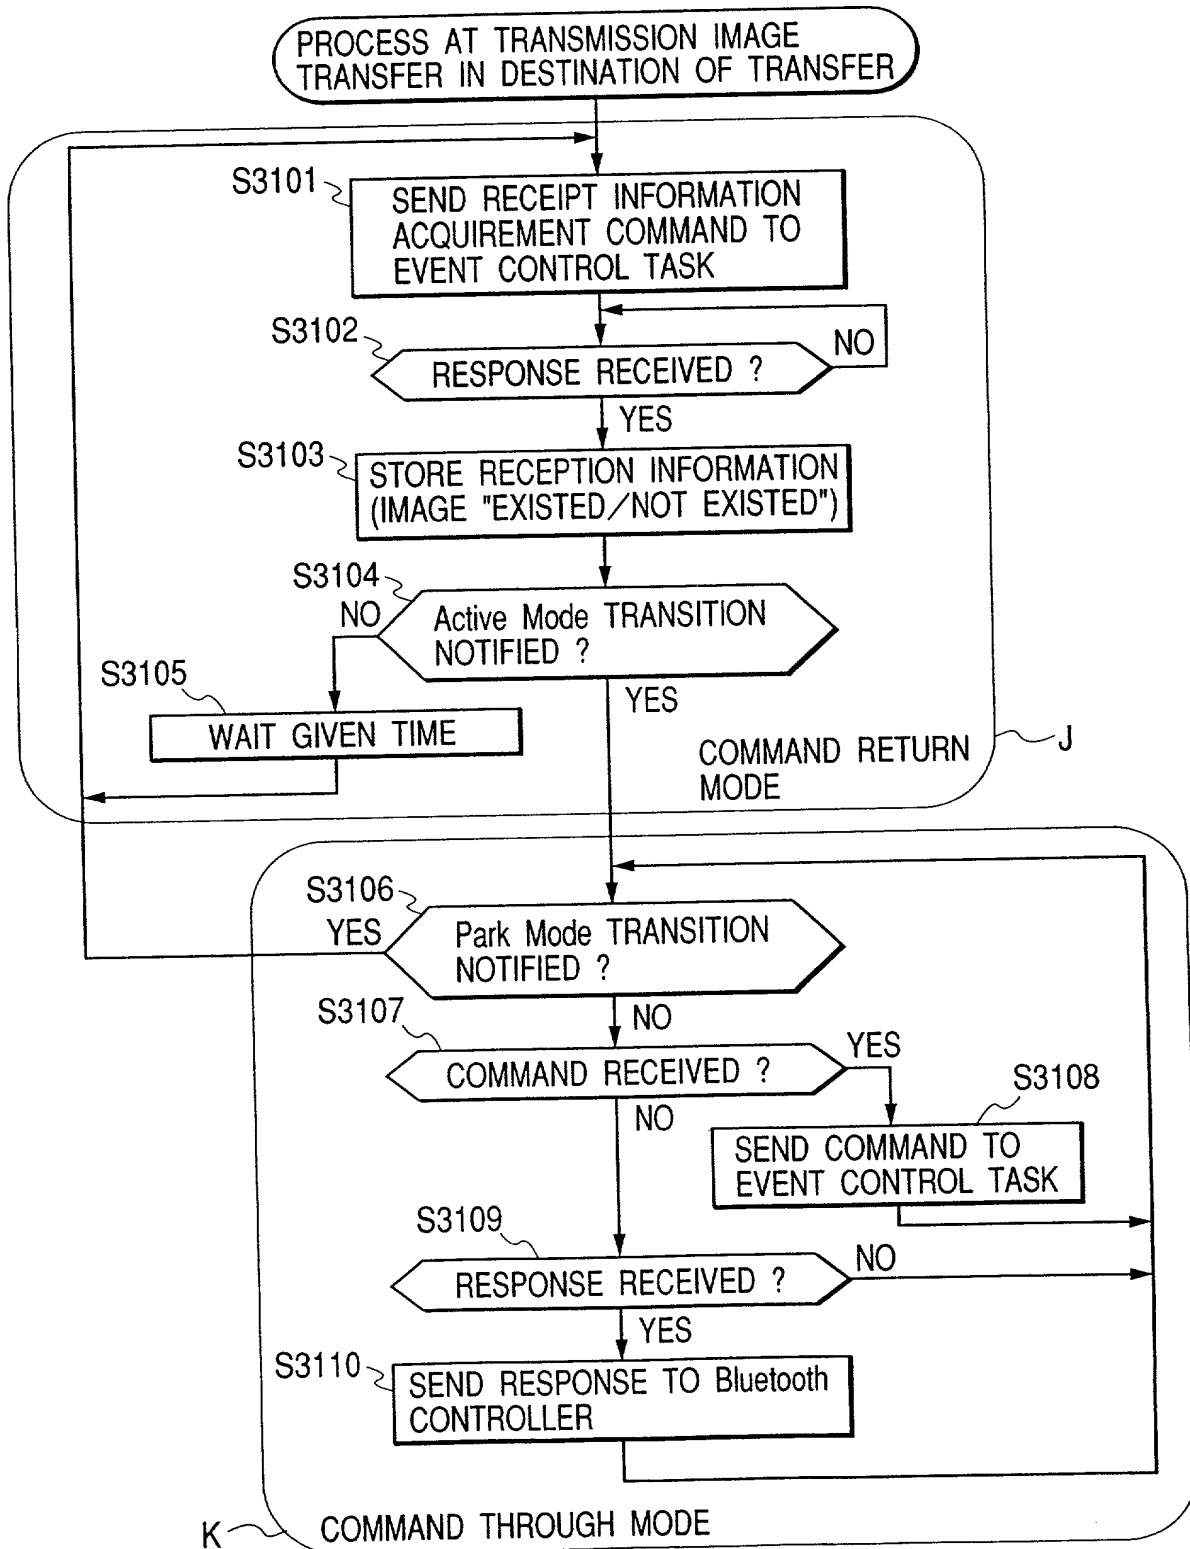 PROCESS AT TRANSMISSION IMAGE
TRANSFER IN DESTINATION OF TRANSFER
S3101
SEND RECEIPT INFORMATION
ACQUIREMENT COMMAND TO
EVENT CONTROL TASK
S3102
RESPONSE RECEIVED ?
NO
YES
S3103
STORE RECEPTION INFORMATION
(IMAGE "EXISTED/NOT EXISTED")
S3104
NO
Active Mode TRANSITION
NOTIFIED ?
S3105
YES
WAIT GIVEN TIME
COMMAND RETURN
MODE
J
S3106
YES
Park Mode TRANSITION
NOTIFIED ?
S3107
NO
COMMAND RECEIVED ?
YES
S3108
NO
SEND COMMAND TO
EVENT CONTROL TASK
S3109
RESPONSE RECEIVED ?
NO
YES
S3110
SEND RESPONSE TO Bluetooth
CONTROLLER
K
COMMAND THROUGH MODE